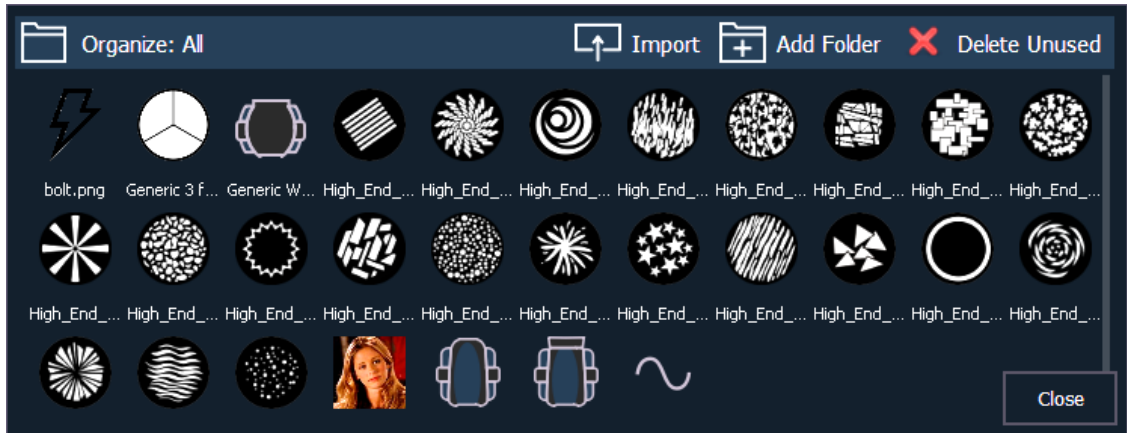 Organize: All Import Add Folder Delete Unused
bolt.png Generic 3 f... Generic W... High_End_... High_End_... High_End_... High_End_... High_End_... High_End_... High_End_... High_End_...
High_End_... High_End_... High_End_... High_End_... High_End_... High_End_... High_End_... High_End_... High_End_... High_End_... High_End_...
Close